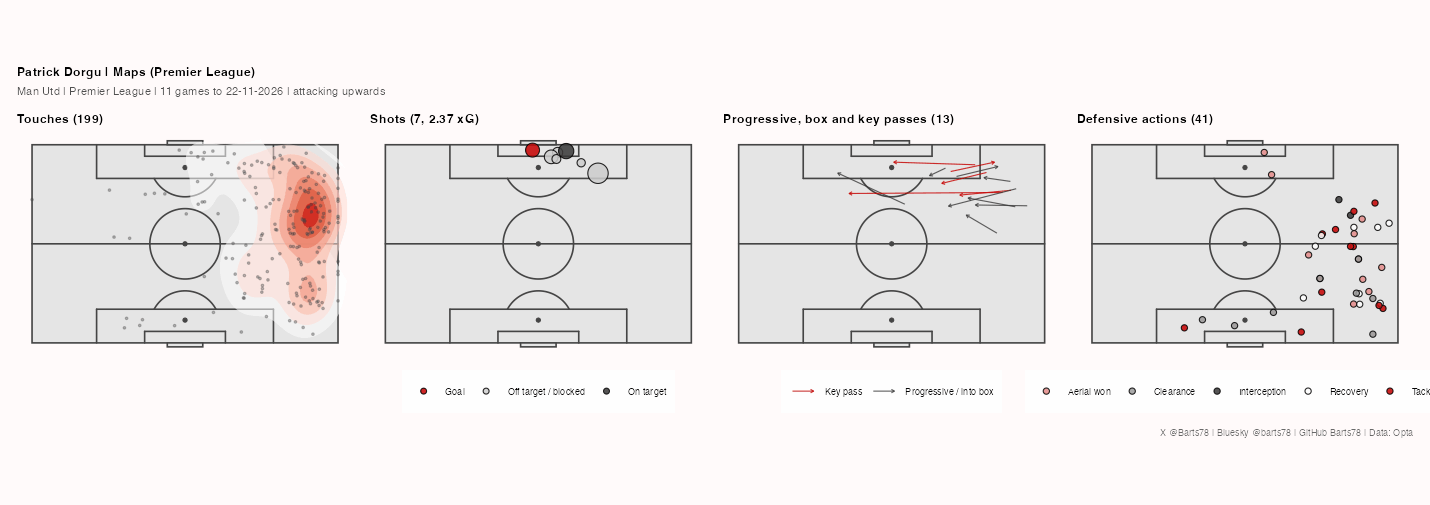 Patrick Dorgu | Maps (Premier League)
Man Utd | Premier League | 11 games to 22-11-2026 | attacking upwards
Touches (199)
Shots (7, 2.37 xG)
Progressive, box and key passes (13)
Defensive actions (41)
Goal
Off target / blocked
On target
Key pass
Progressive / into box
Aerial won
Clearance
Interception
Recovery
Tack
X @Barts78 | Bluesky @barts78 | GitHub Barts78 | Data: Opta